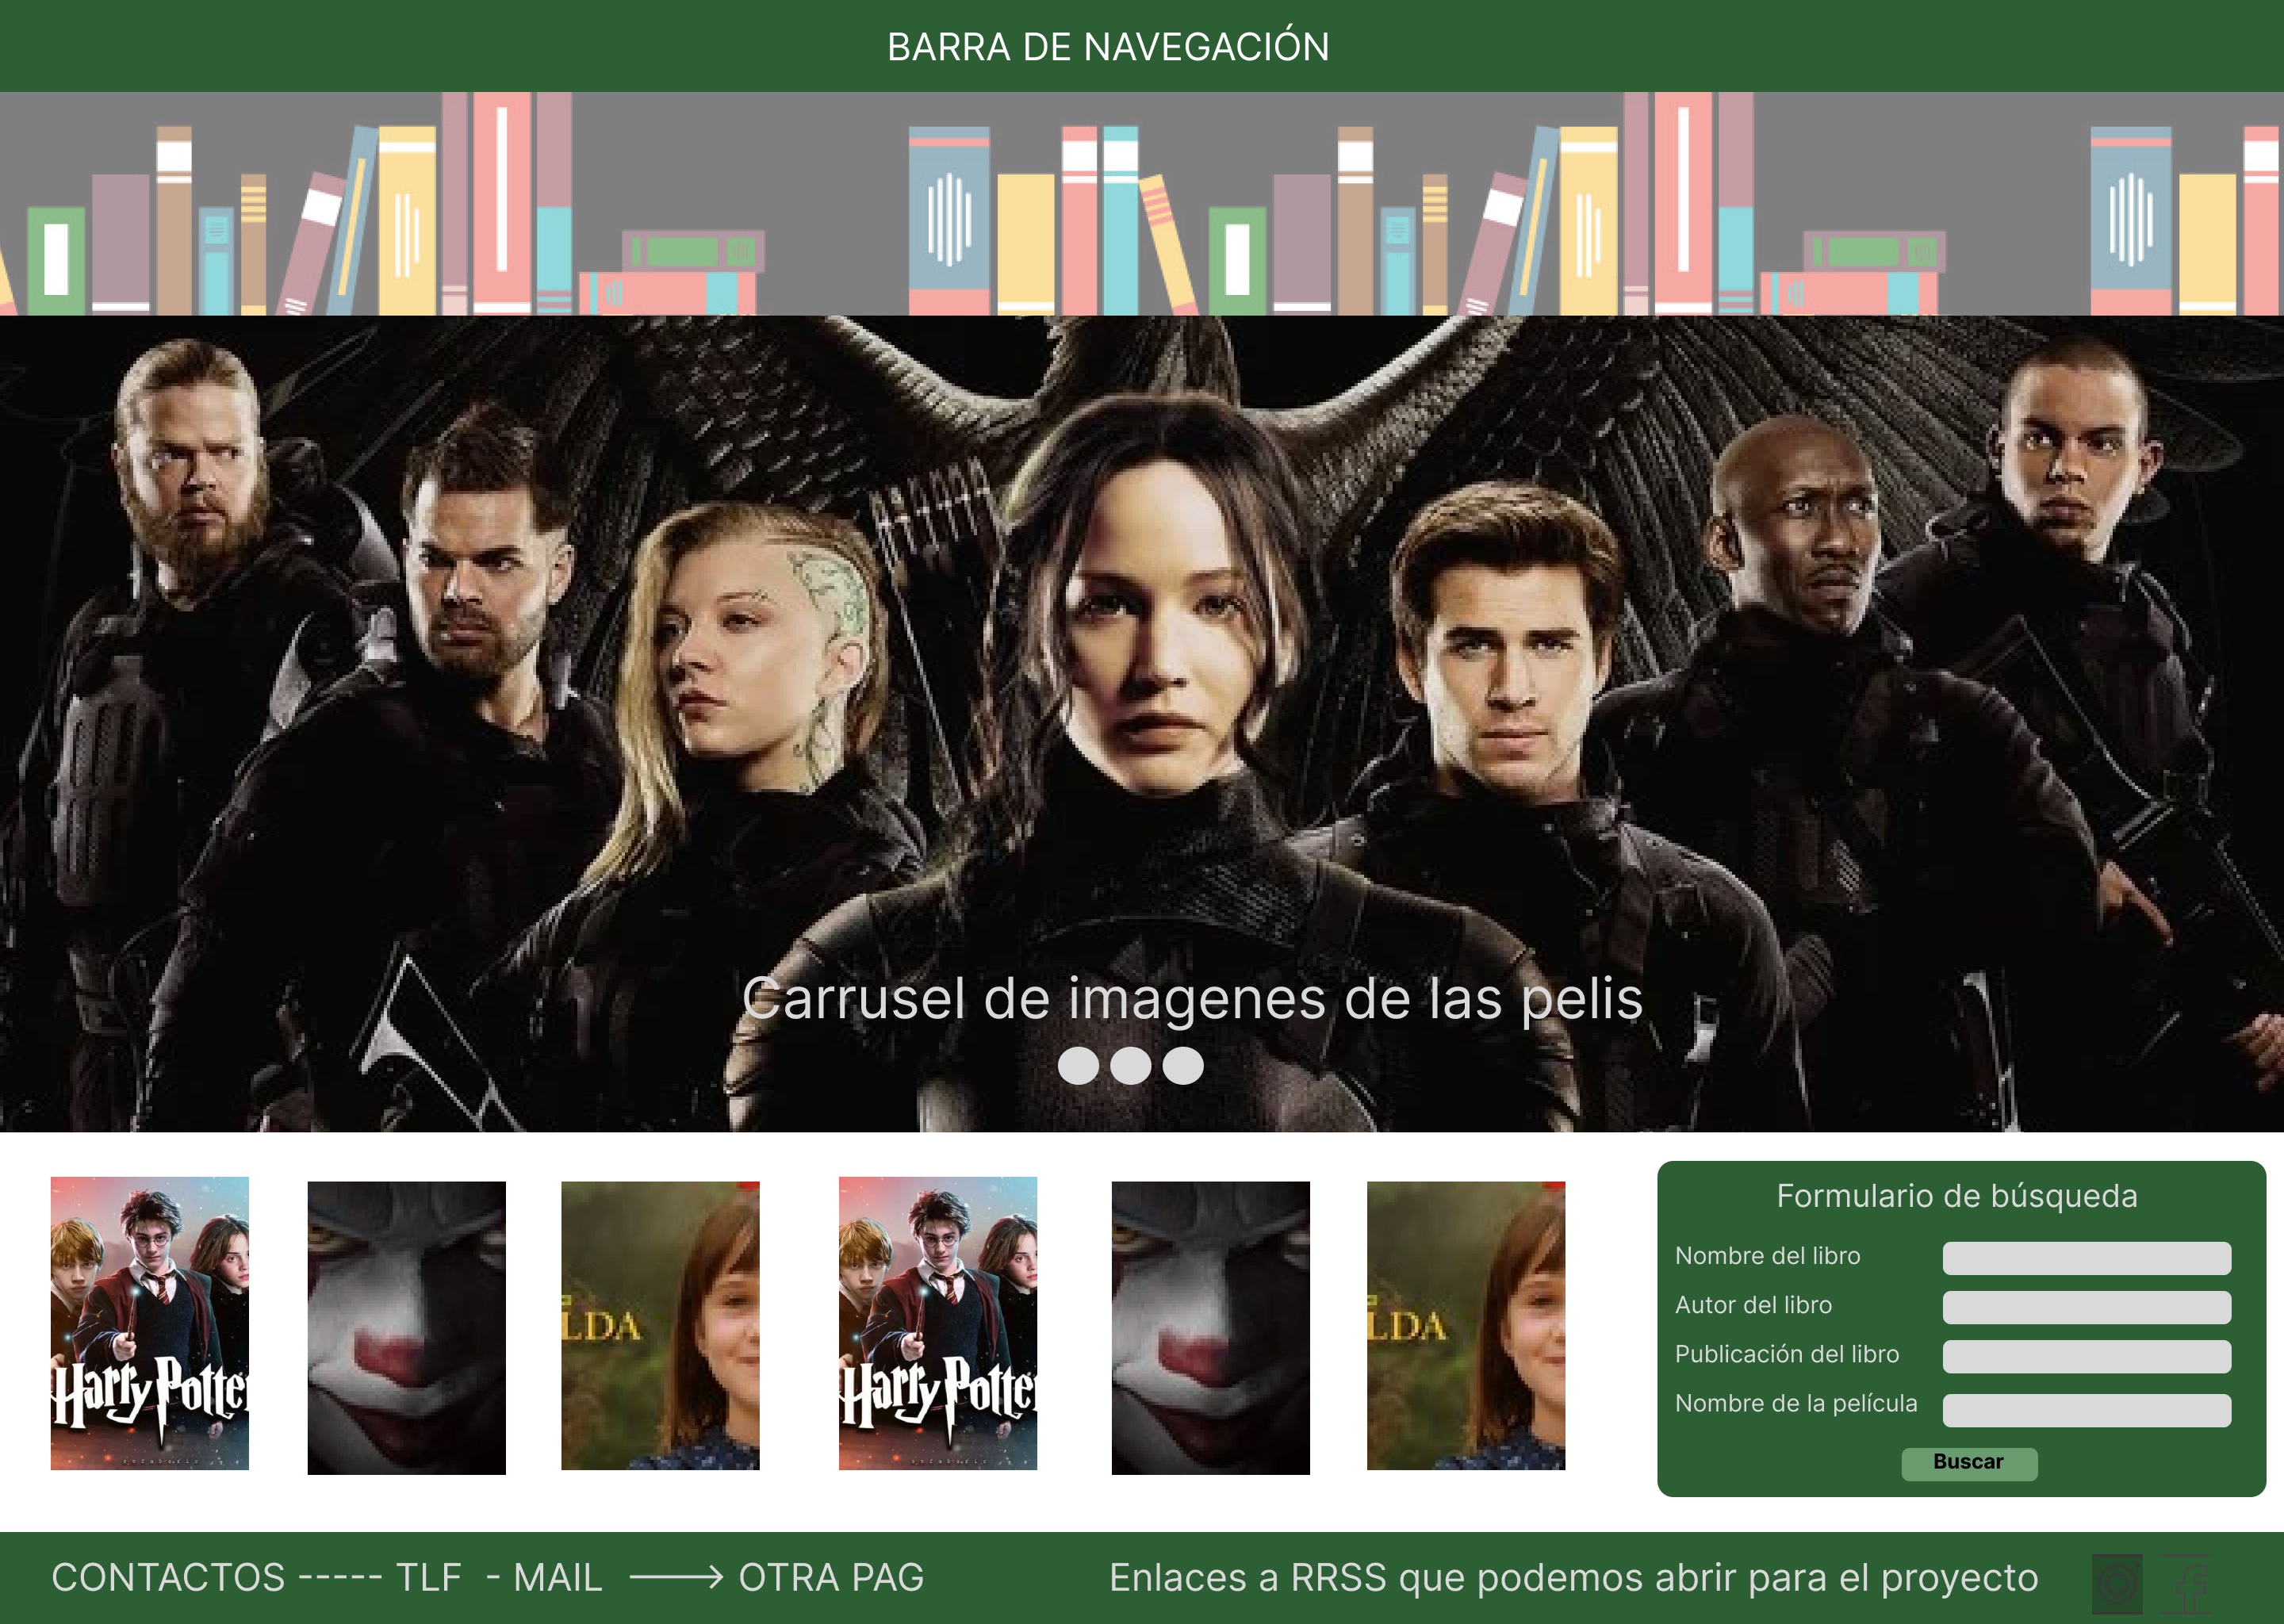 BARRA DE NAVEGACIÓN
Carrusel de imagenes de las pelis
Harry Potter
LDA
Harry Potter
LDA
Formulario de búsqueda
Nombre del libro
Autor del libro
Publicación del libro
Nombre de la película
Buscar
CONTACTOS ----- TLF - MAIL ⟶ OTRA PAG
Enlaces a RRSS que podemos abrir para el proyecto